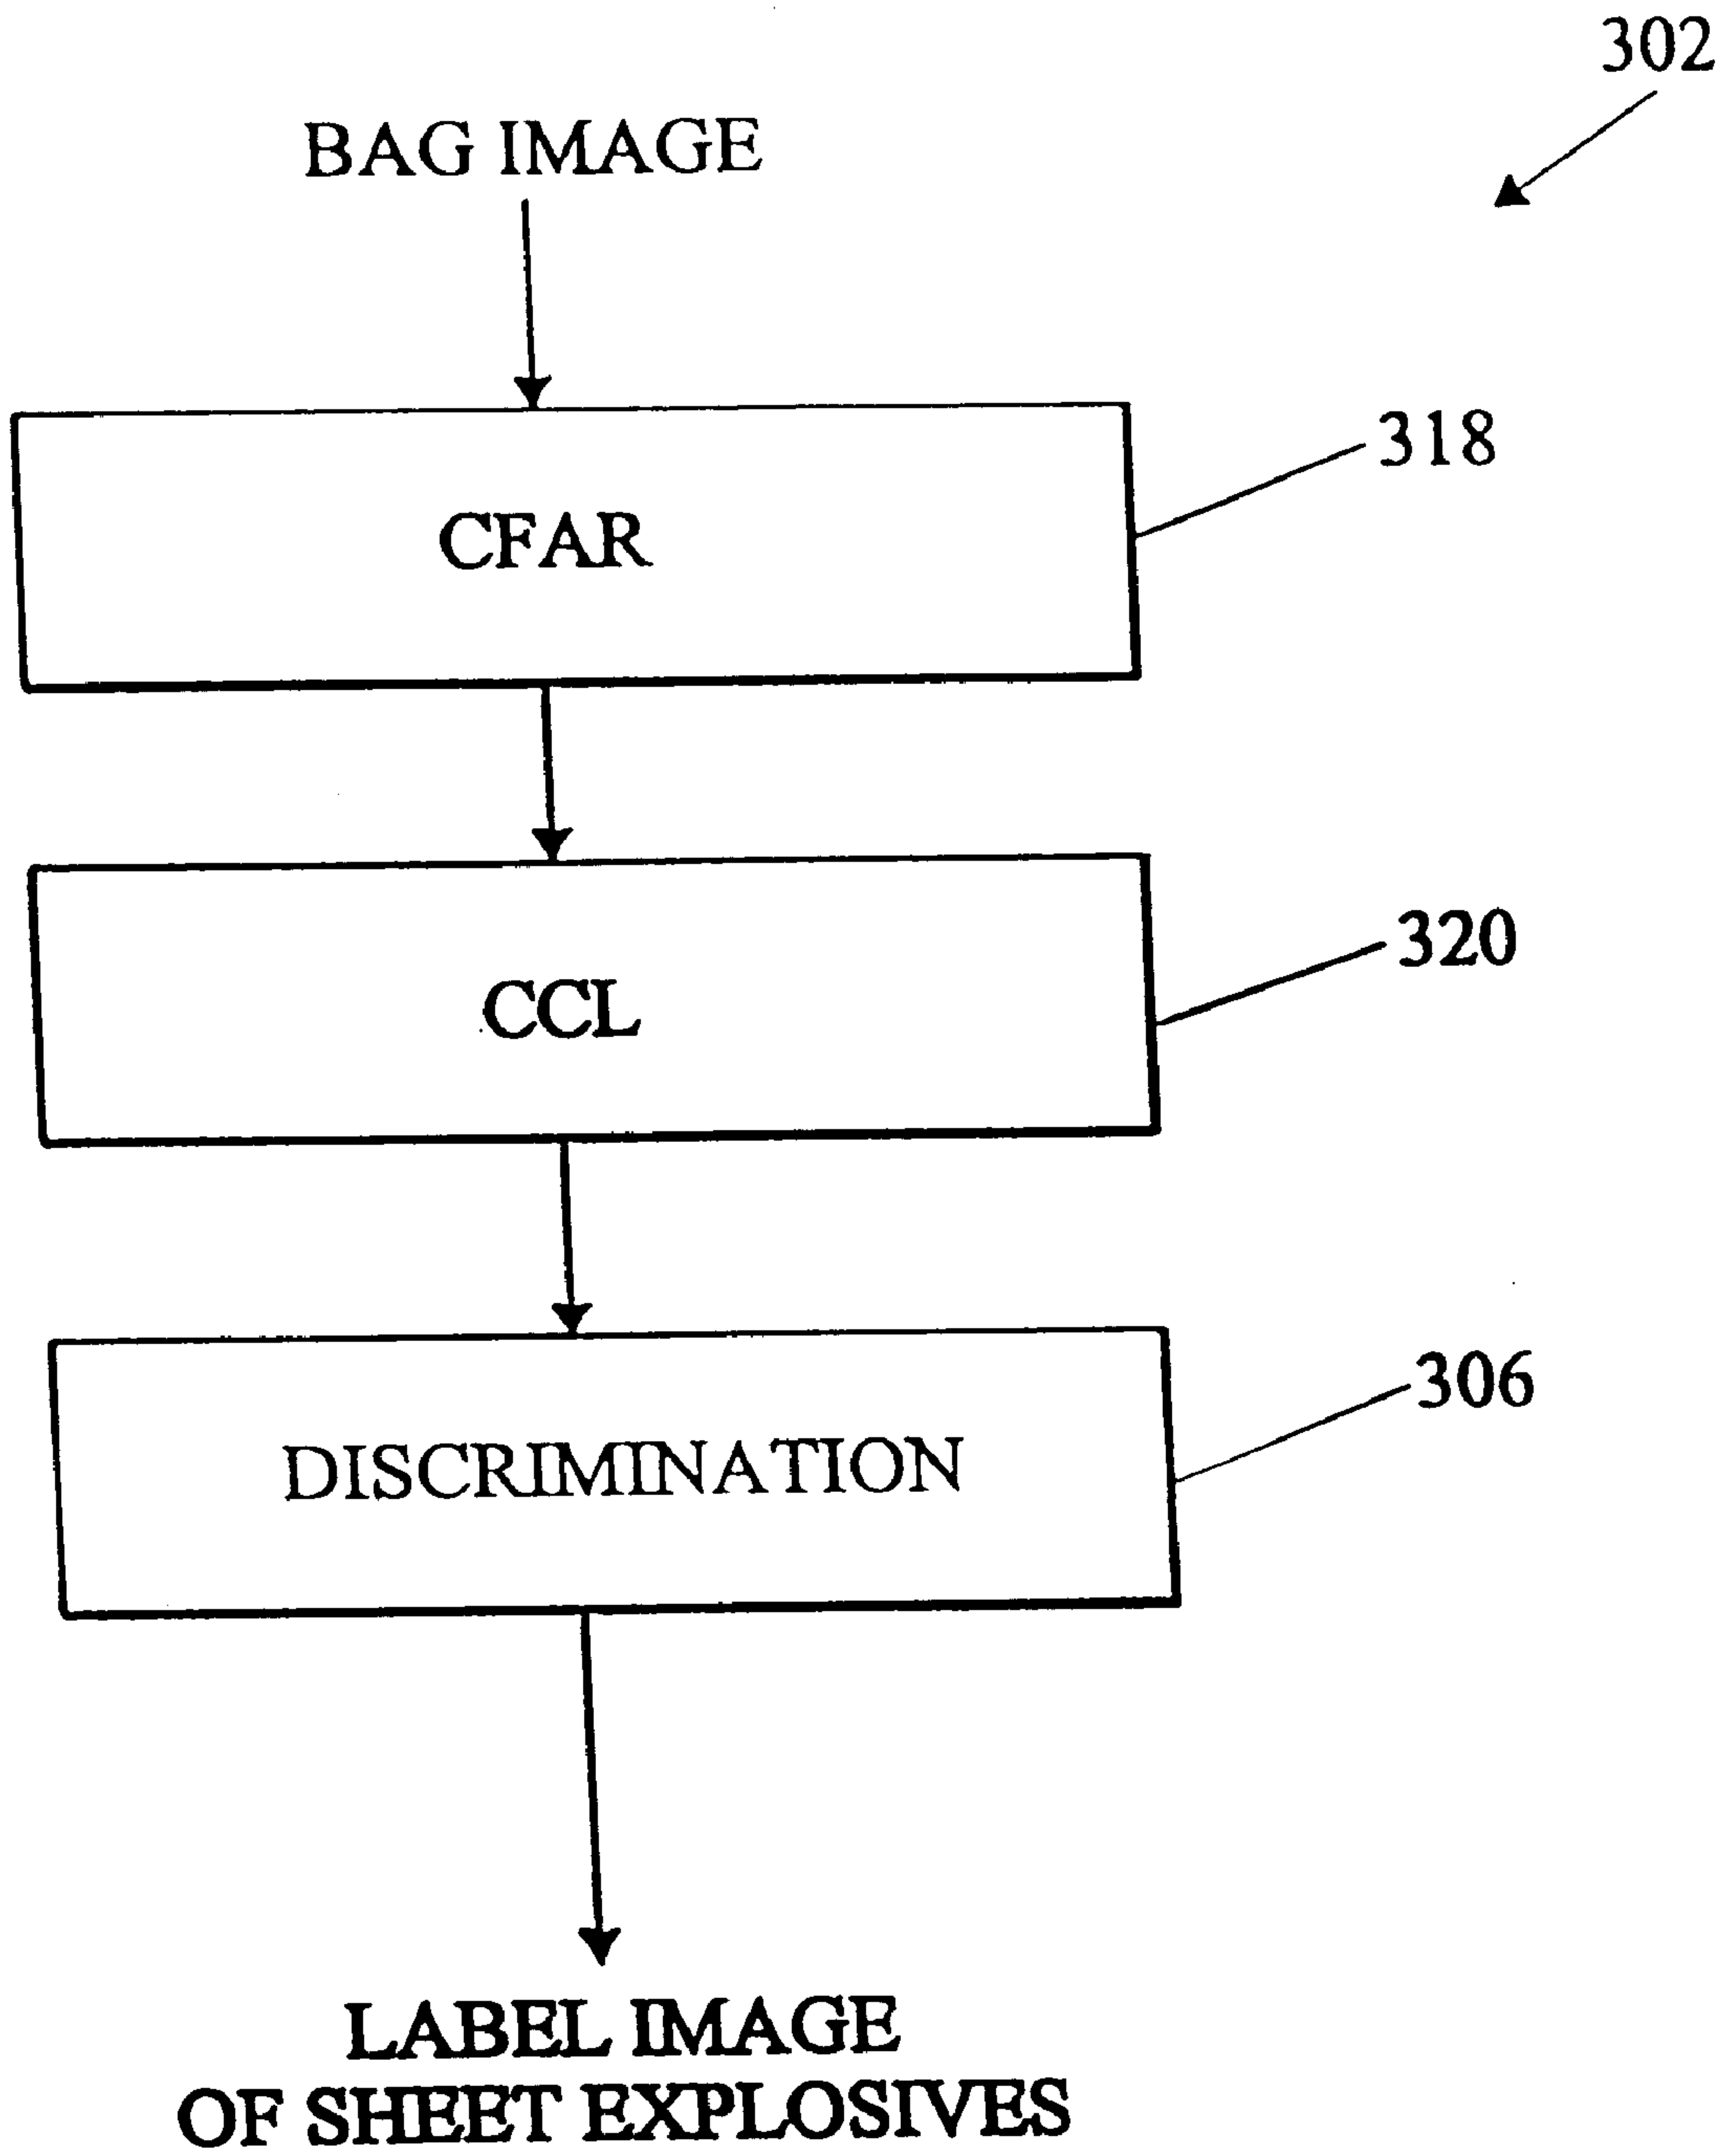 302
BAG IMAGE
318
CFAR
320
CCL
306
DISCRIMINATION
LABEL IMAGE
OF SHEET EXPLOSIVES